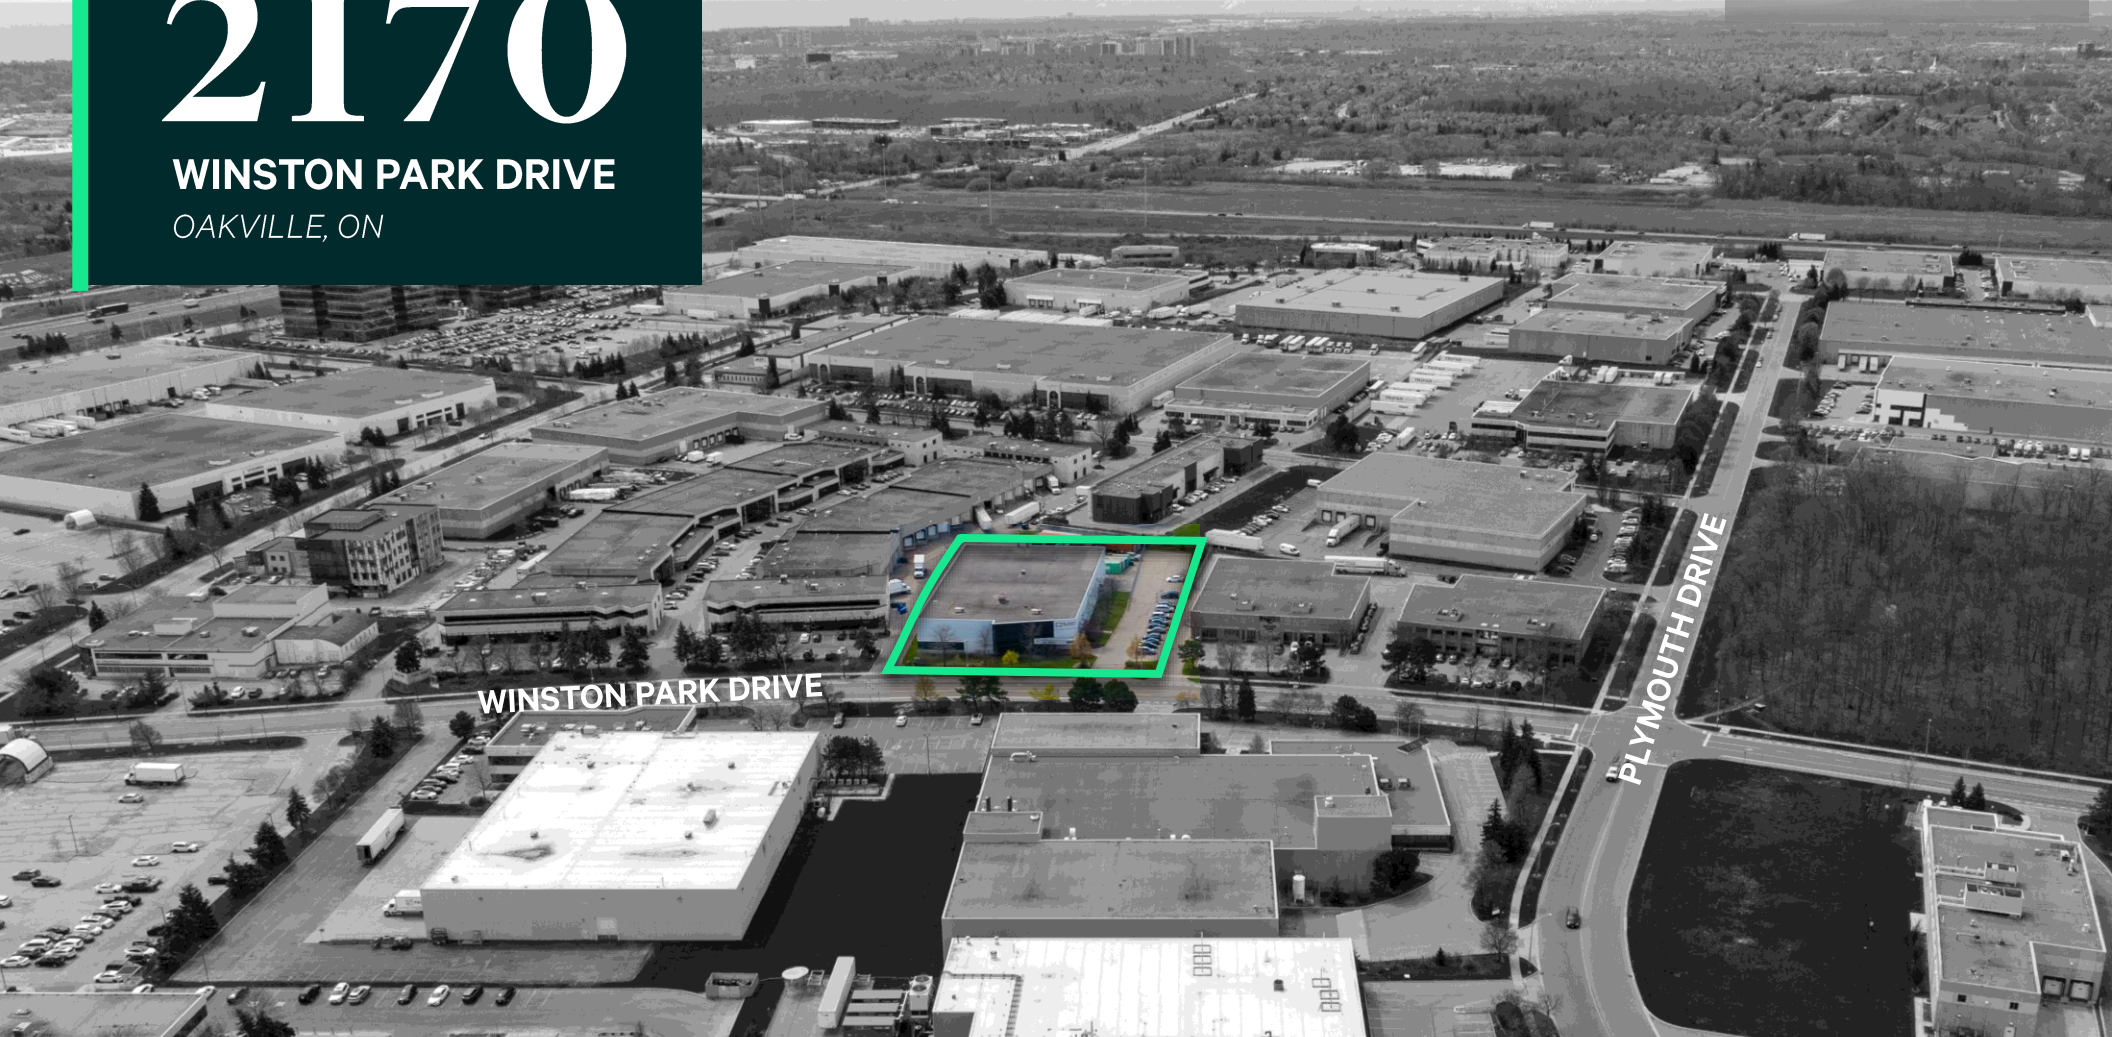 2170
WINSTON PARK DRIVE
OAKVILLE, ON
WINSTON PARK DRIVE
PLYMOUTH DRIVE